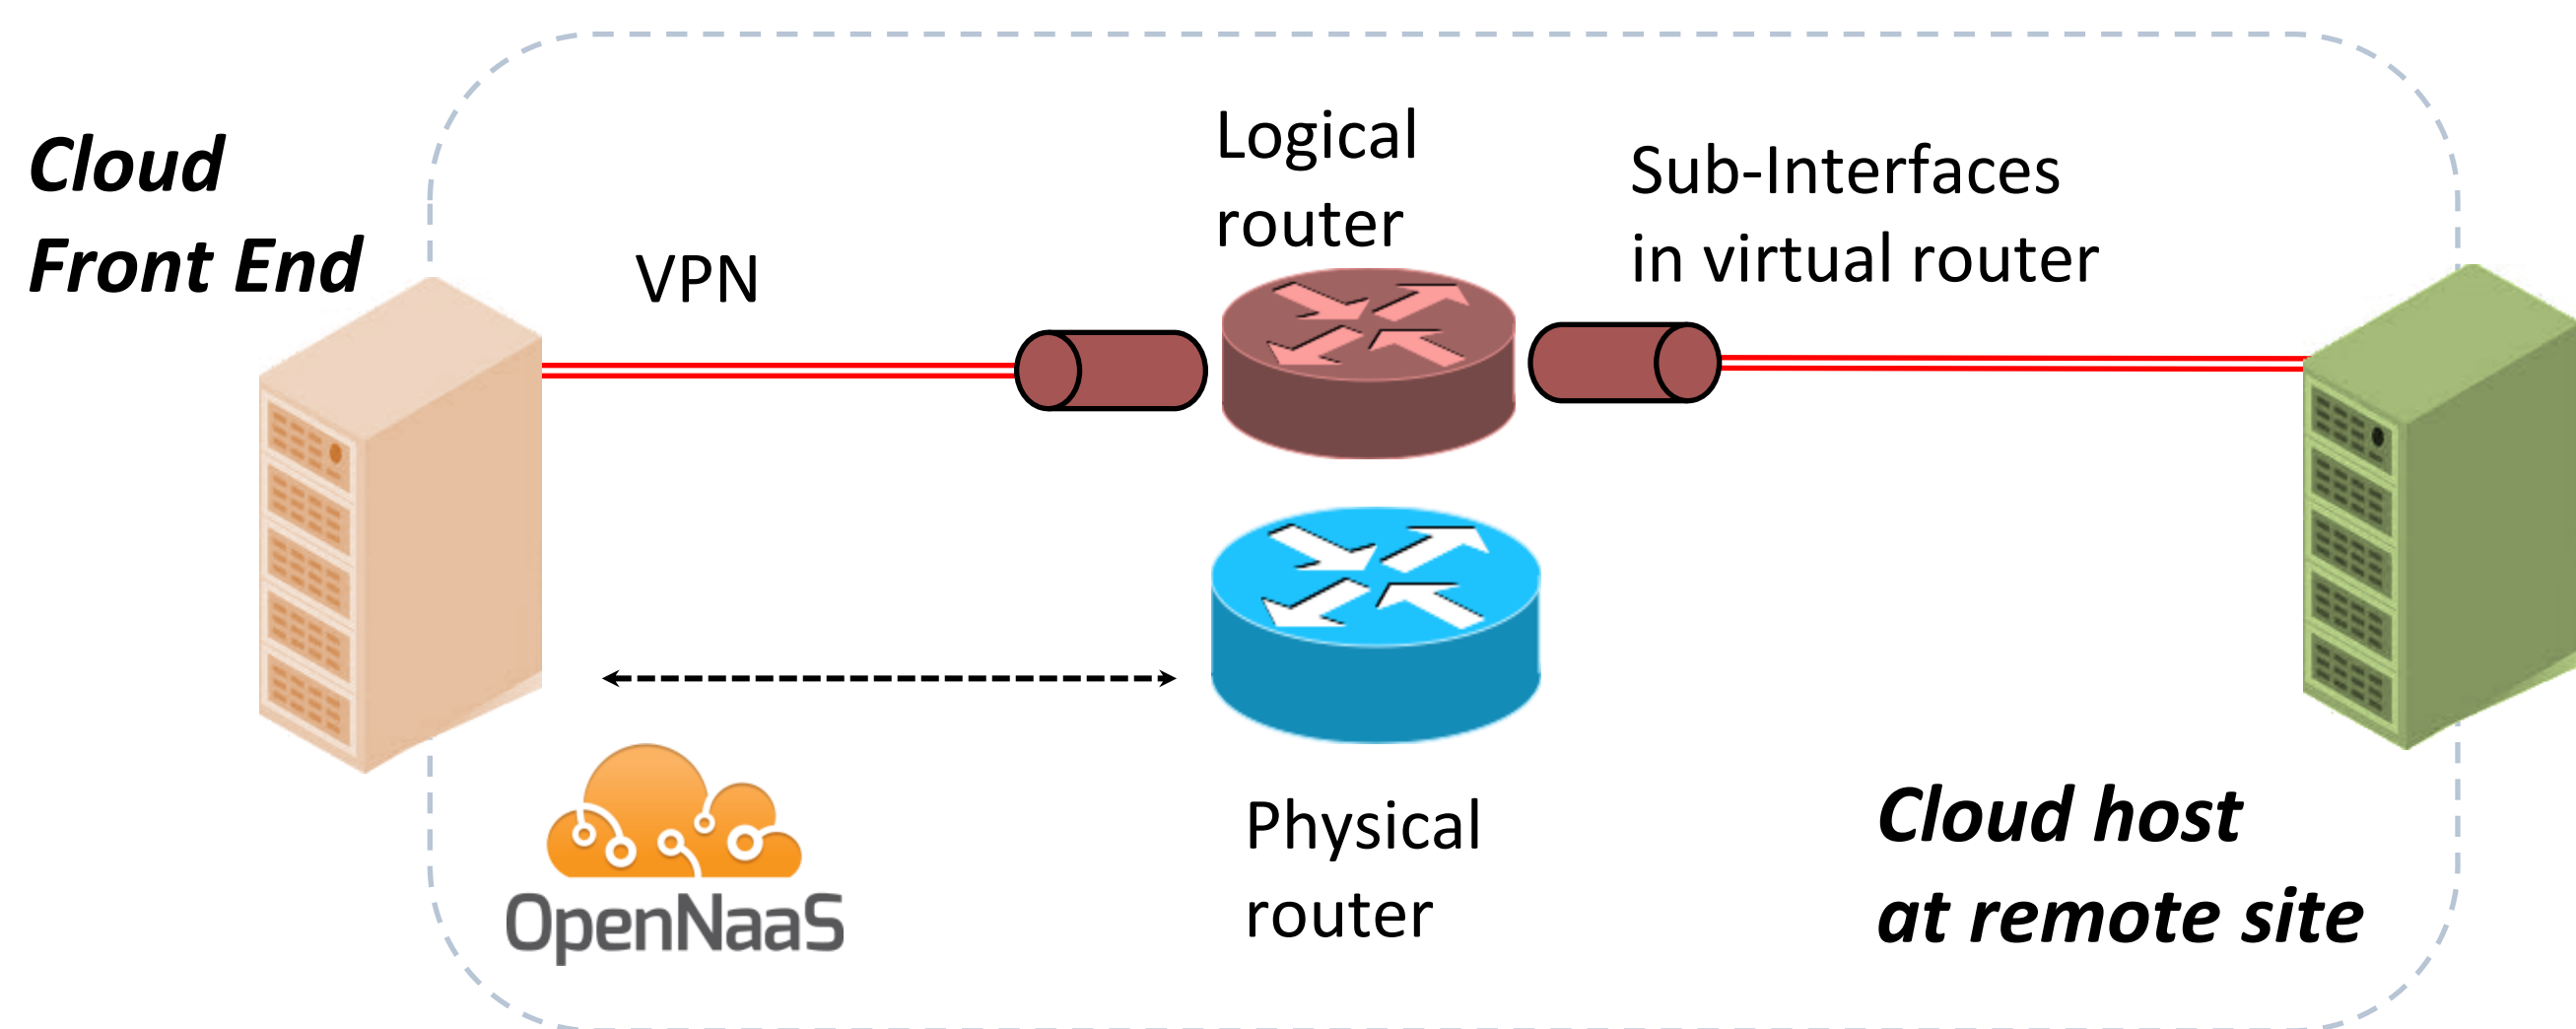 Cloud
Front End
VPN
Logical
router
Sub-Interfaces
in virtual router
OpenNaaS
Physical
router
Cloud host
at remote site